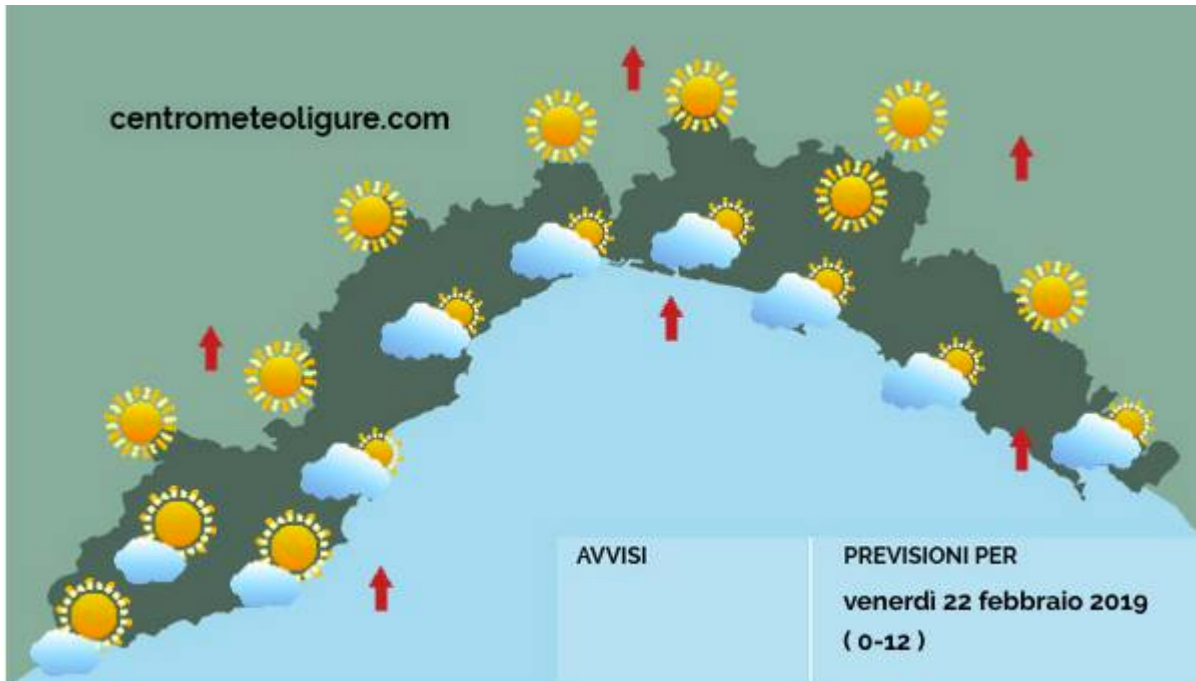 centrometeoligure.com
AVVISI
PREVISIONI PER
venerdì 22 febbraio 2019
( 0-12 )